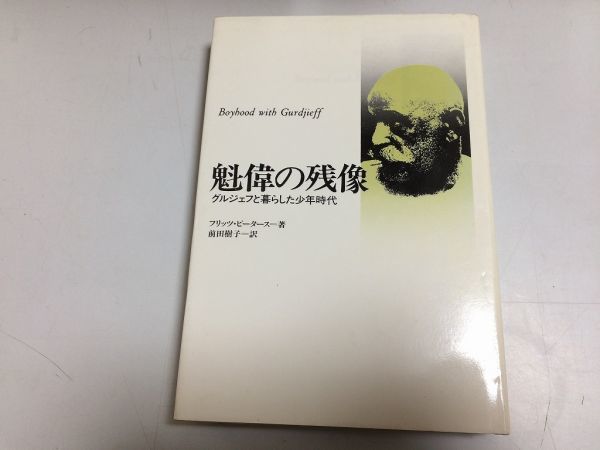 Boyhood with Gurdjieff
魁偉の残像
グルジェフと暮らした少年時代
フリッツ・ピータース―著
前田樹子―訳